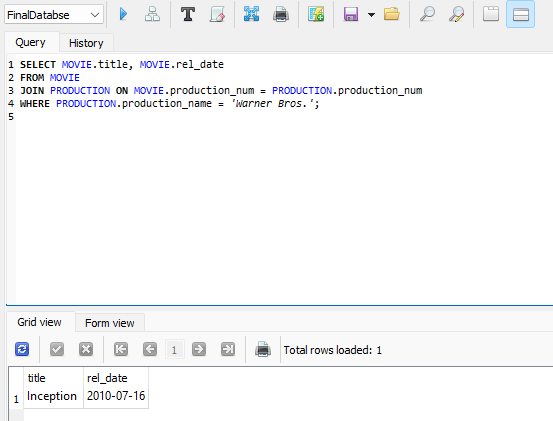 FinalDatabse
Query History
1 SELECT MOVIE.title, MOVIE.rel_date
2 FROM MOVIE
3 JOIN PRODUCTION ON MOVIE.production_num = PRODUCTION.production_num
4 WHERE PRODUCTION.production_name = 'Warner Bros.';
5
Grid view Form view
1 Total rows loaded: 1
title rel_date
1 Inception 2010-07-16